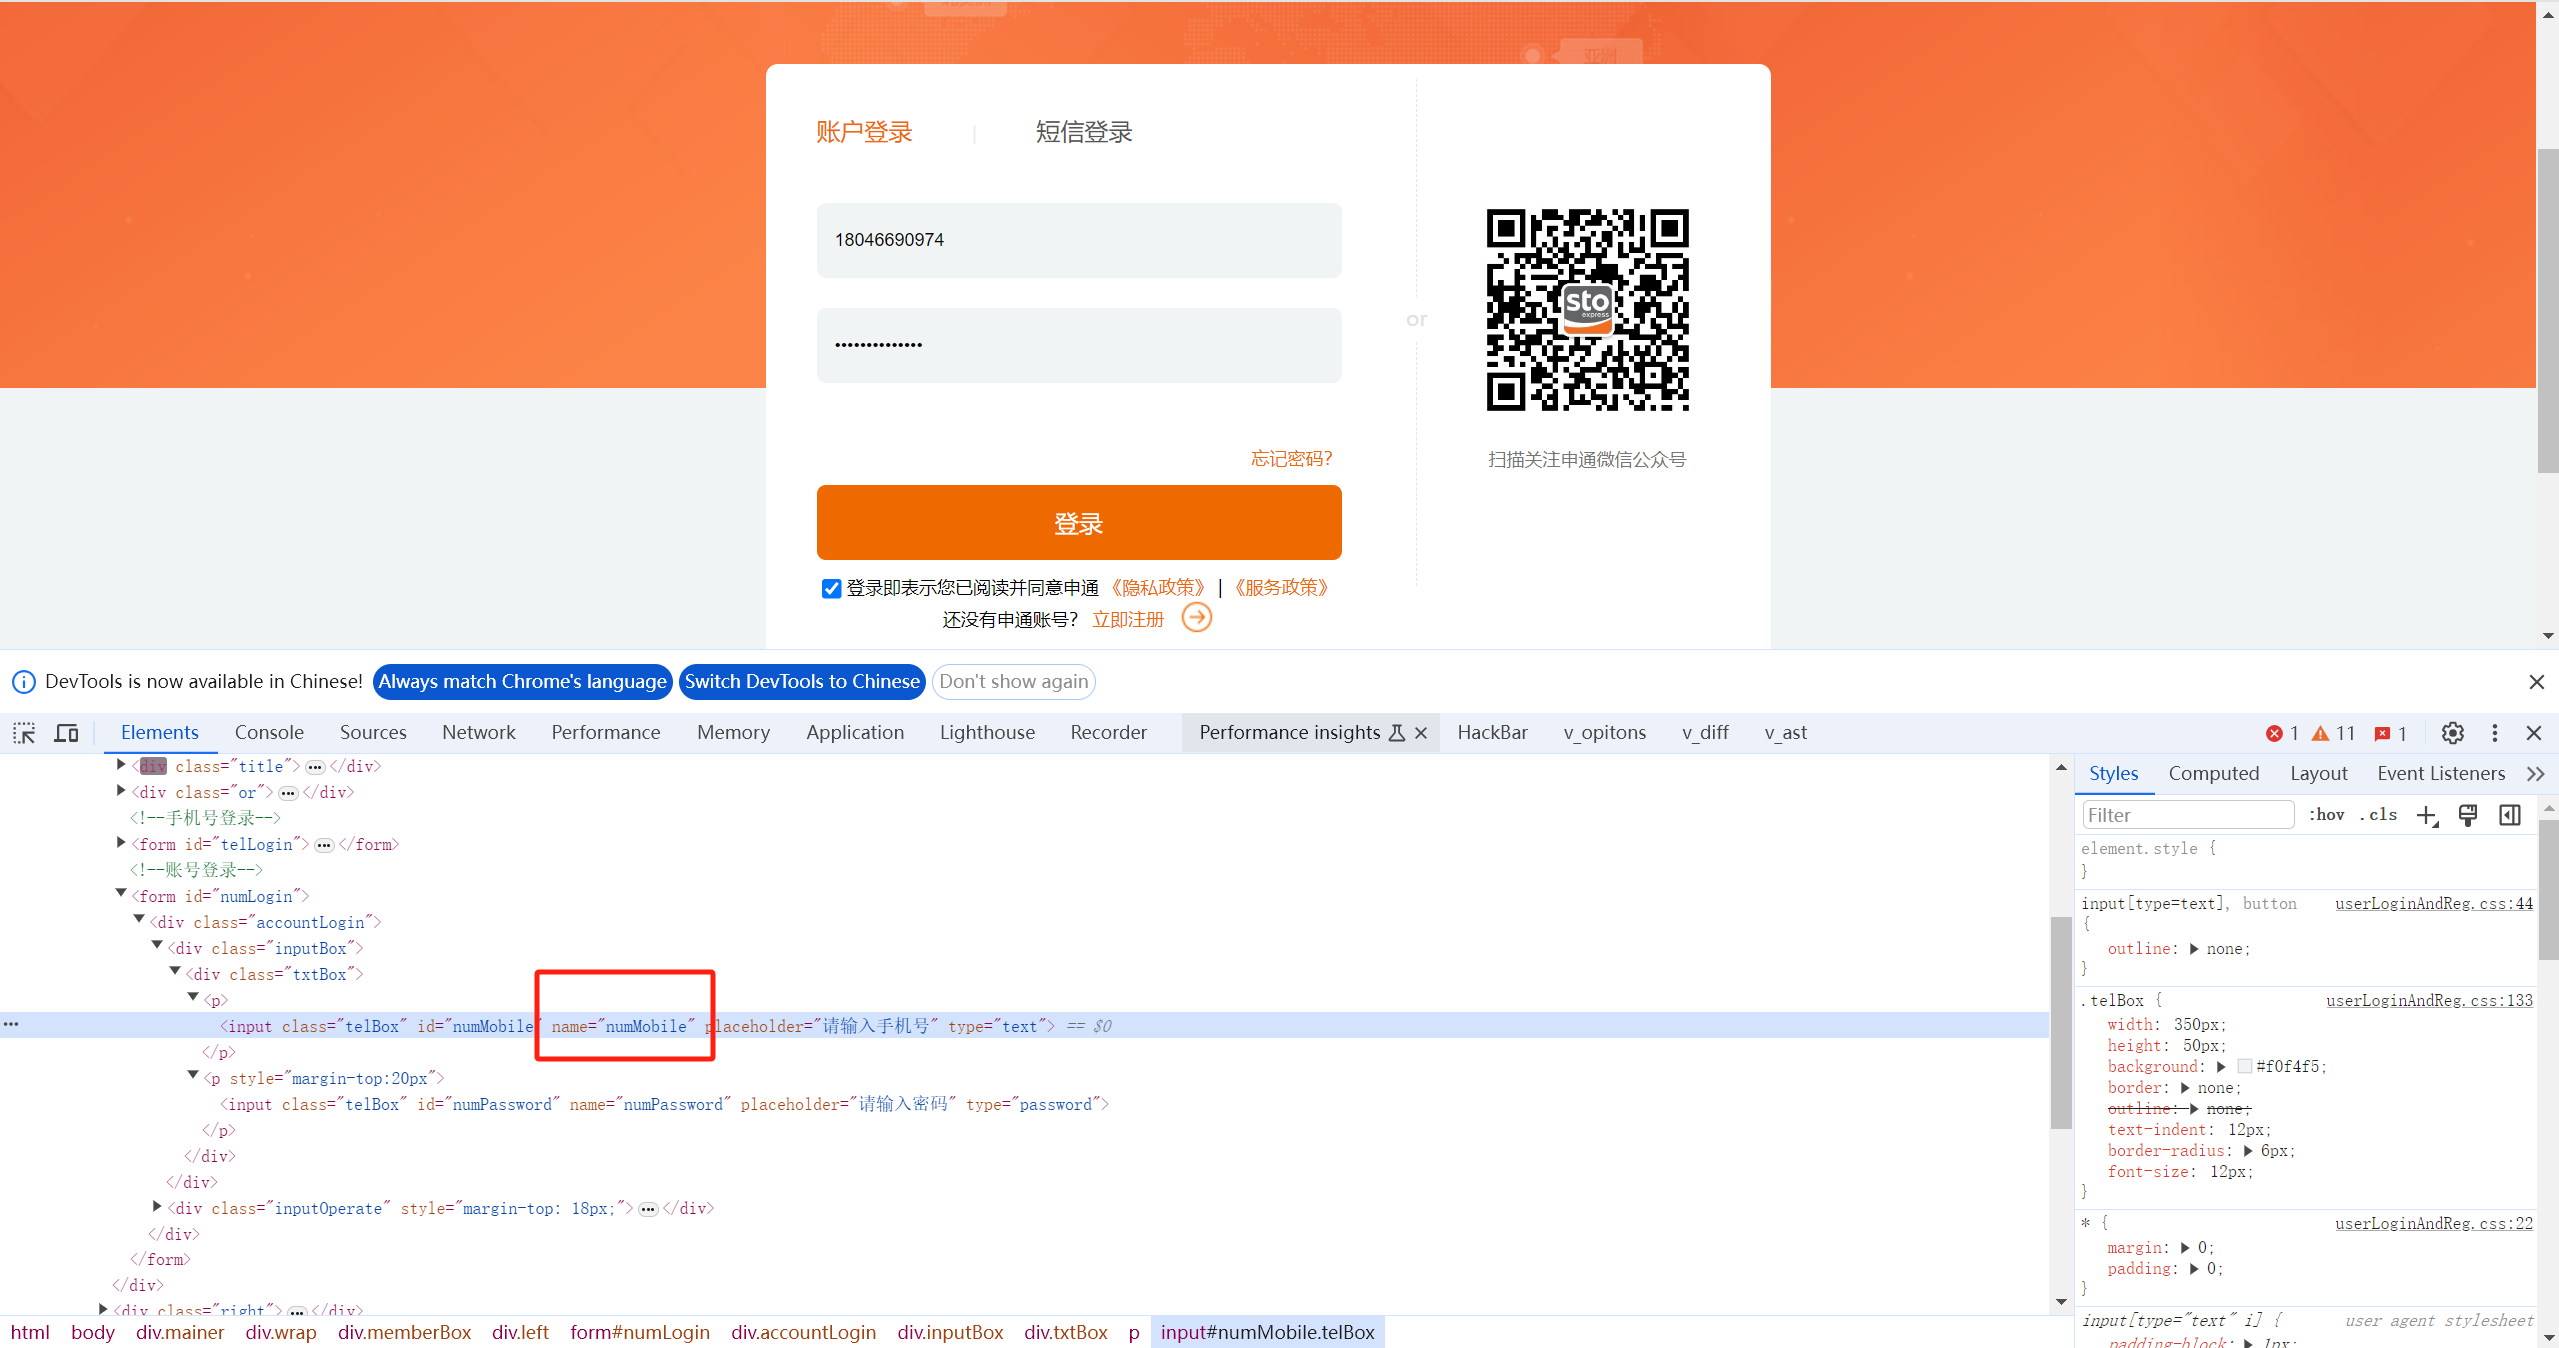 账户登录 | 短信登录
18046690974
••••••••••••••
or
sto
express
忘记密码?
扫描关注申通微信公众号
登录
登录即表示您已阅读并同意申通 《隐私政策》 | 《服务政策》
还没有申通账号? 立即注册
DevTools is now available in Chinese! Always match Chrome's language Switch DevTools to Chinese Don't show again
Elements Console Sources Network Performance Memory Application Lighthouse Recorder Performance insights HackBar v_opitons v_diff v_ast 1 11 1
<div class="title"> ••• </div>
<div class="or"> ••• </div>
<!--手机号登录-->
<form id="telLogin"> ••• </form>
<!--账号登录-->
<form id="numLogin">
<div class="accountLogin">
<div class="inputBox">
<div class="txtBox">
<p>
<input class="telBox" id="numMobile" name="numMobile" placeholder="请输入手机号" type="text"> == $0
</p>
<p style="margin-top:20px">
<input class="telBox" id="numPassword" name="numPassword" placeholder="请输入密码" type="password">
</p>
</div>
</div>
<div class="inputOperate" style="margin-top: 18px;"> ••• </div>
</div>
</form>
</div>
<div class="right"> ••• </div>
html body div.mainer div.wrap div.memberBox div.left form#numLogin div.accountLogin div.inputBox div.txtBox p input#numMobile.telBox
Styles Computed Layout Event Listeners
Filter :hov .cls
element.style {
}
input[type=text], button userLoginAndReg.css:44
{
outline: none;
}
.telBox { userLoginAndReg.css:133
width: 350px;
height: 50px;
background: #f0f4f5;
border: none;
outline: none;
text-indent: 12px;
border-radius: 6px;
font-size: 12px;
}
* { userLoginAndReg.css:22
margin: 0;
padding: 0;
}
input[type="text" i] { user agent stylesheet
padding-block: 1px;